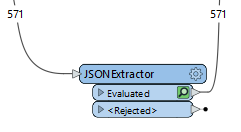 571
571
JSONExtractor
Evaluated
<Rejected>